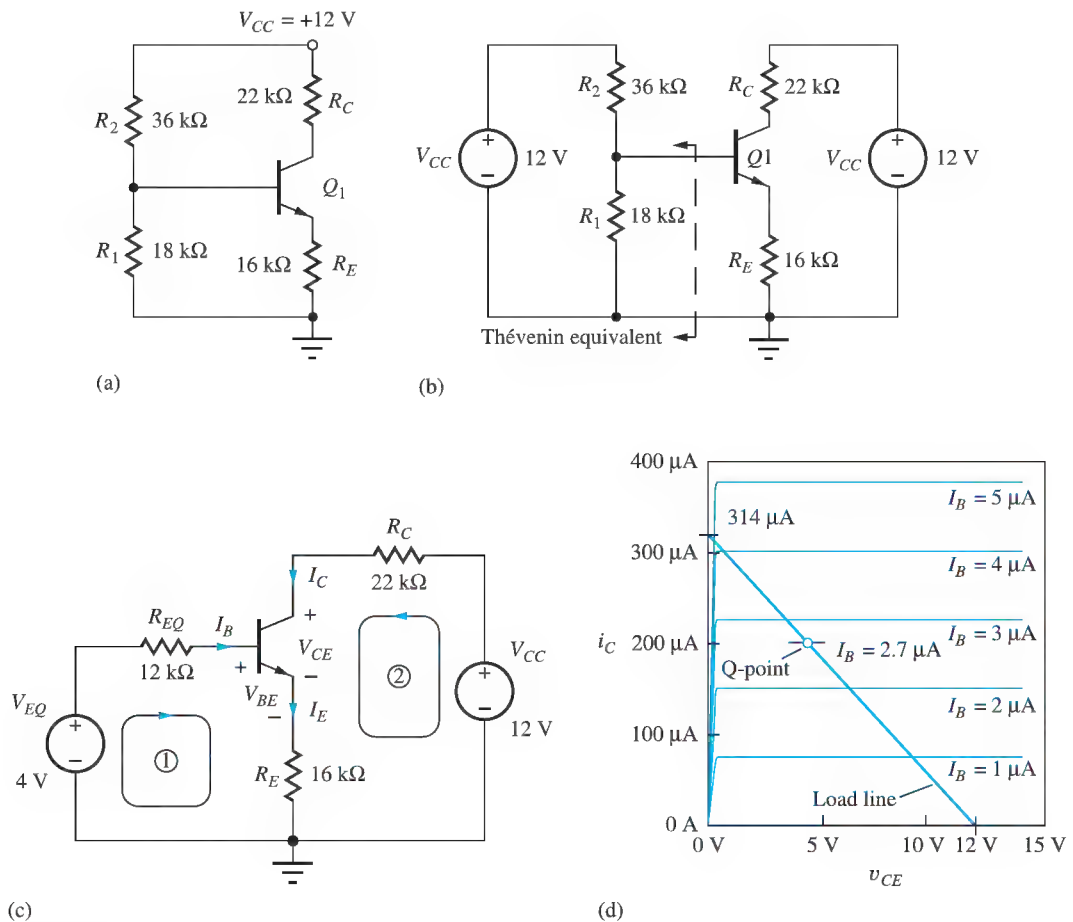 V_CC = +12 V
22 kΩ R_C
R_2 36 kΩ
Q_1
R_1 18 kΩ
16 kΩ R_E
(a)
R_2 36 kΩ
R_C 22 kΩ
V_CC 12 V
Q1
V_CC 12 V
R_1 18 kΩ
R_E 16 kΩ
Thévenin equivalent
(b)
R_C
22 kΩ
I_C
+
R_EQ
12 kΩ
I_B
+
V_CE
−
V_BE
−
I_E
②
V_CC
+
−
12 V
V_EQ
+
−
4 V
①
R_E 16 kΩ
(c)
400 µA
I_B = 5 µA
314 µA
300 µA
I_B = 4 µA
i_C
200 µA
I_B = 3 µA
I_B = 2.7 µA
Q-point
I_B = 2 µA
100 µA
I_B = 1 µA
Load line
0 A
0 V 5 V 10 V 12 V 15 V
v_CE
(d)